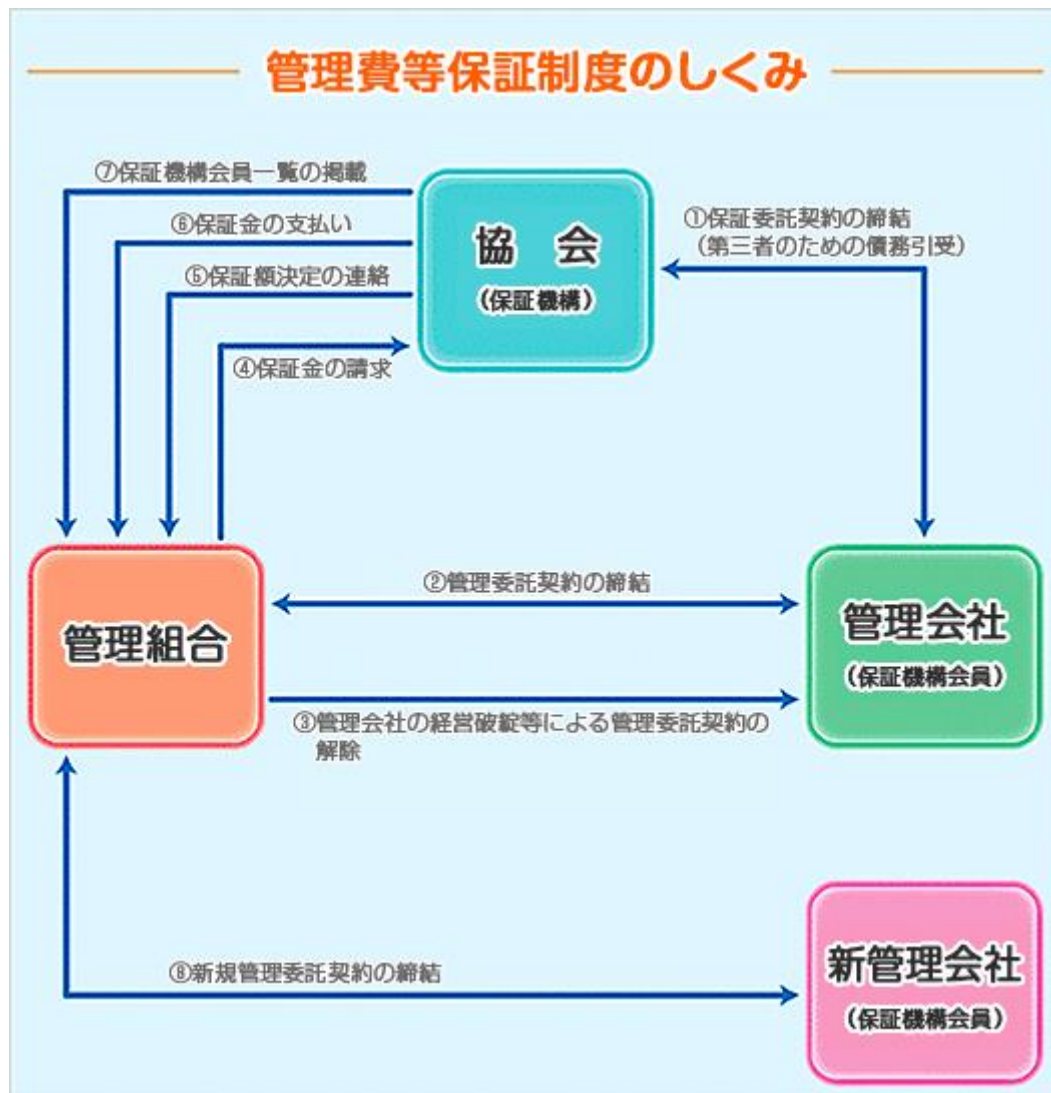 管理費等保証制度のしくみ
⑦保証機構会員一覧の掲載
⑥保証金の支払い
⑤保証額決定の連絡
④保証金の請求
協 会
(保証機構)
①保証委託契約の締結
(第三者のための債務引受)
管理組合
②管理委託契約の締結
管理会社
(保証機構会員)
③管理会社の経営破綻等による管理委託契約の
解除
⑧新規管理委託契約の締結
新管理会社
(保証機構会員)